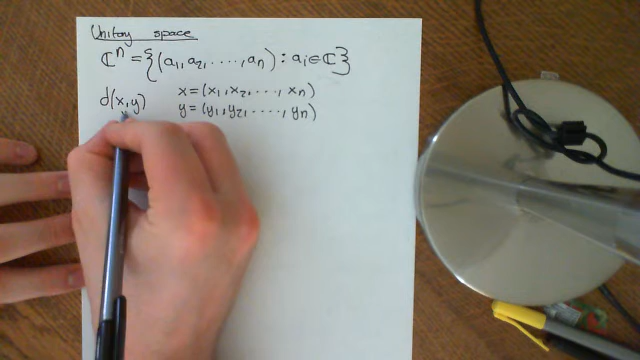 Unitary space
ℂⁿ = {(a₁, a₂, ....., aₙ) : aᵢ ∈ ℂ}
d(x,y) x = (x₁, x₂, ...., xₙ)
y = (y₁, y₂, ....., yₙ)